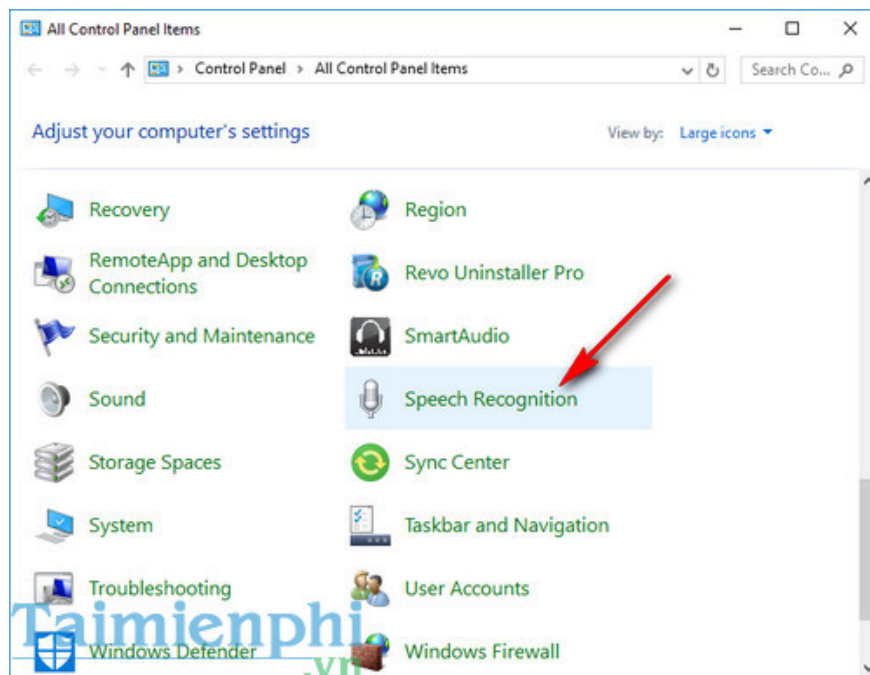 All Control Panel Items
Control Panel > All Control Panel Items
Search Co...
Adjust your computer's settings
View by: Large icons
Recovery
Region
RemoteApp and Desktop
Connections
Revo Uninstaller Pro
Security and Maintenance
SmartAudio
Sound
Speech Recognition
Storage Spaces
Sync Center
System
Taskbar and Navigation
Troubleshooting
User Accounts
Taimienphi
.vn
Windows Defender
Windows Firewall